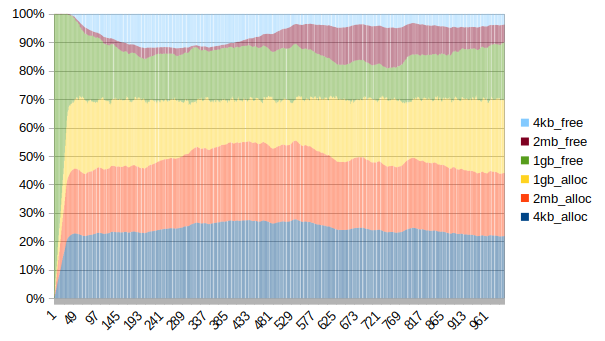 100%
90%
80%
70%
60%
50%
40%
30%
20%
10%
0%
4kb_free
2mb_free
1gb_free
1gb_alloc
2mb_alloc
4kb_alloc
1 49 97 145 193 241 289 337 385 433 481 529 577 625 673 721 769 817 865 913 961